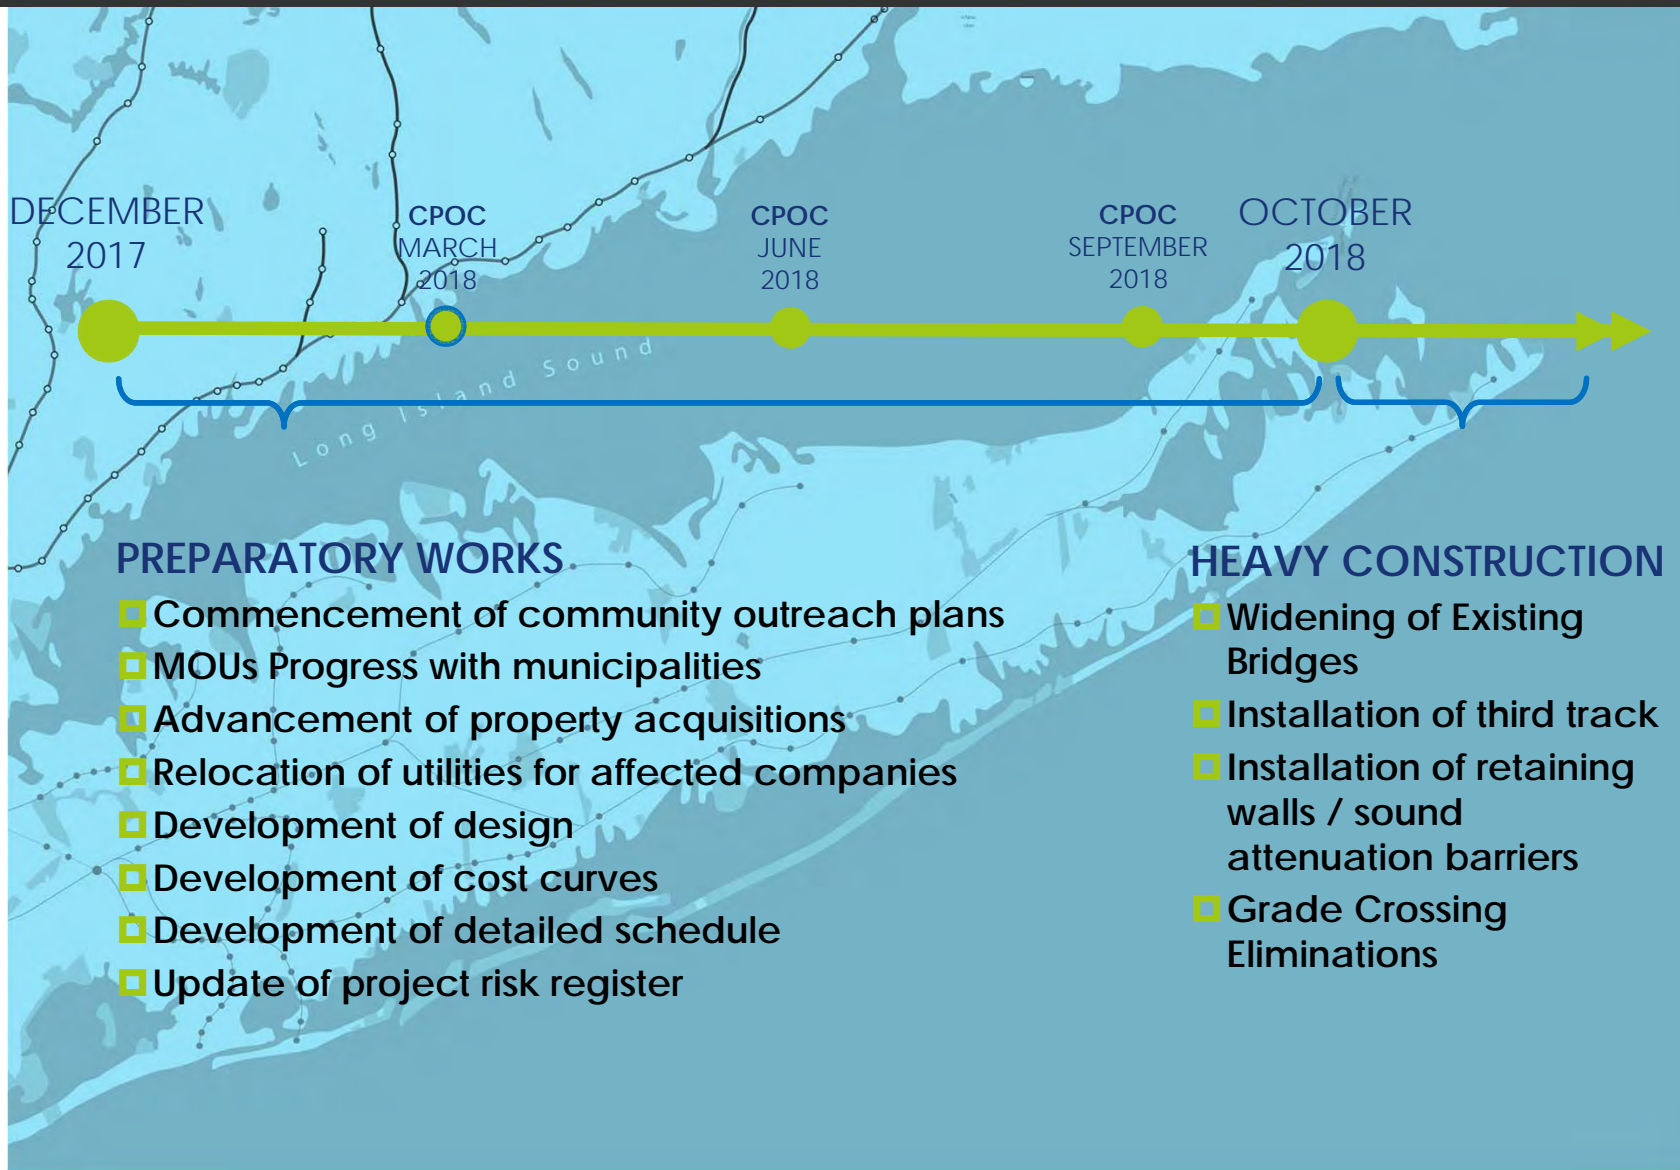 DECEMBER
2017
CPOC
MARCH
2018
CPOC
JUNE
2018
CPOC
SEPTEMBER
2018
OCTOBER
2018
Long Island Sound
PREPARATORY WORKS
Commencement of community outreach plans
MOUs Progress with municipalities
Advancement of property acquisitions
Relocation of utilities for affected companies
Development of design
Development of cost curves
Development of detailed schedule
Update of project risk register
HEAVY CONSTRUCTION
Widening of Existing
Bridges
Installation of third track
Installation of retaining
walls / sound
attenuation barriers
Grade Crossing
Eliminations